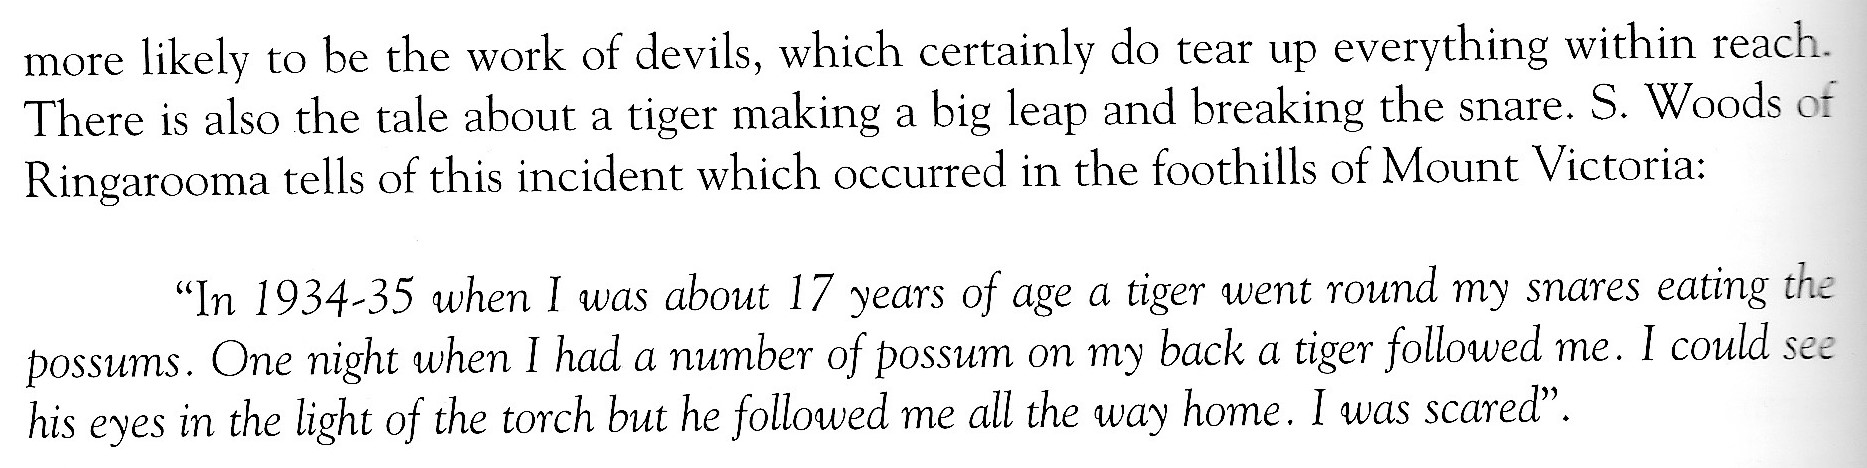 more likely to be the work of devils, which certainly do tear up everything within reach.
There is also the tale about a tiger making a big leap and breaking the snare. S. Woods of
Ringarooma tells of this incident which occurred in the foothills of Mount Victoria:
“In 1934-35 when I was about 17 years of age a tiger went round my snares eating the
possums. One night when I had a number of possum on my back a tiger followed me. I could see
his eyes in the light of the torch but he followed me all the way home. I was scared”.